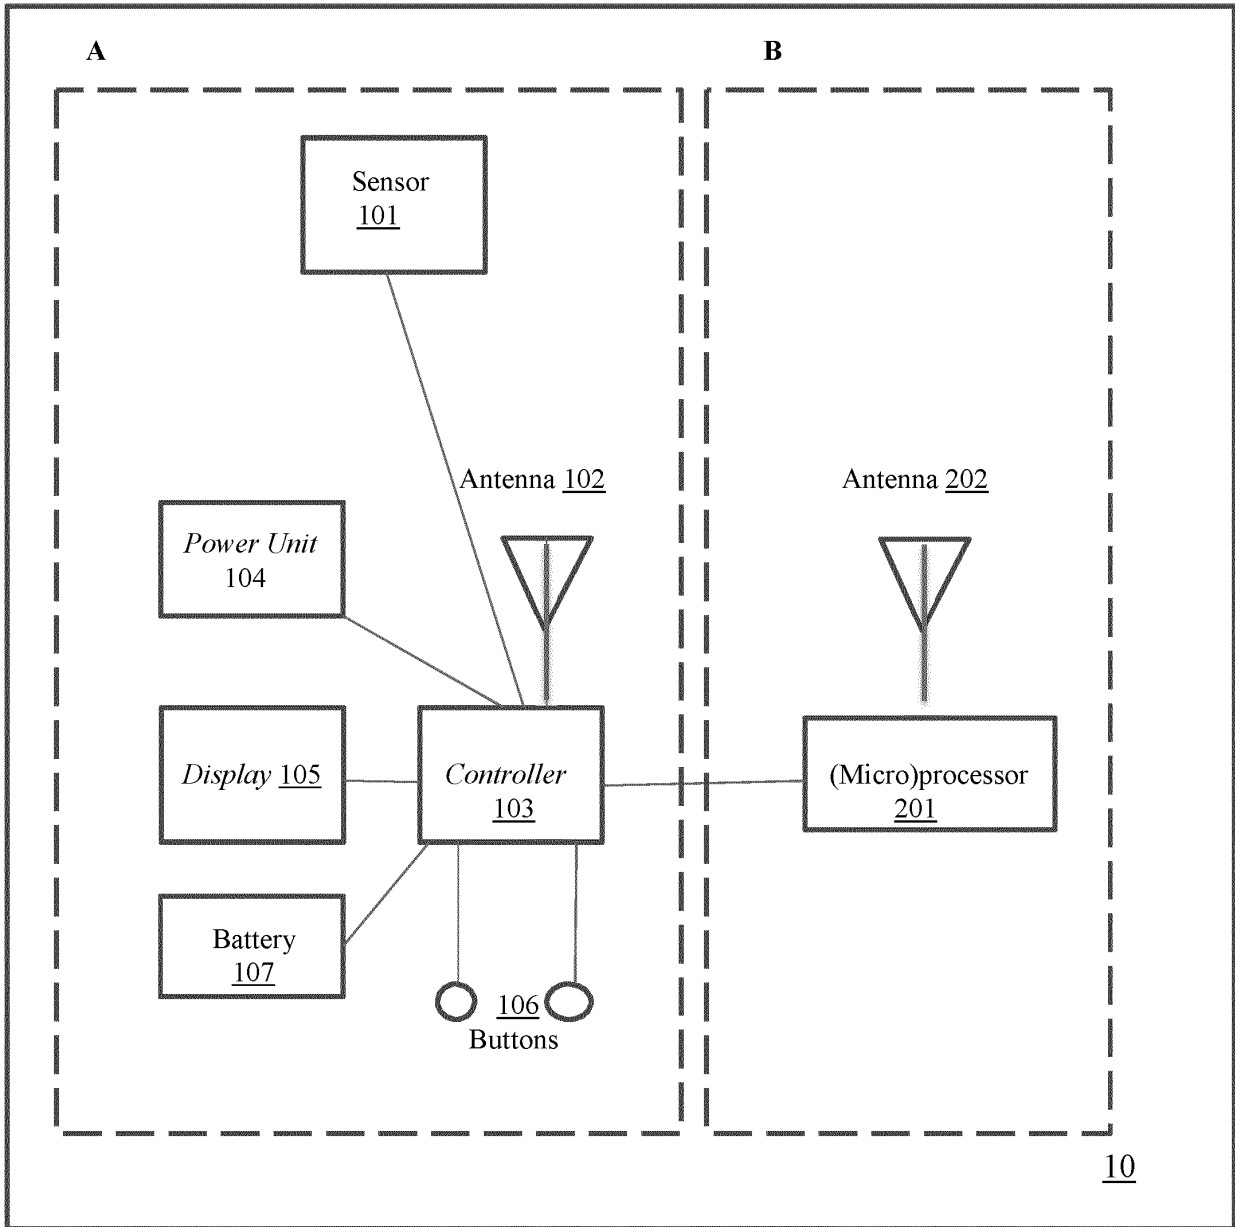 A
B
Sensor
101
Antenna 102
Antenna 202
Power Unit
104
Display 105
Controller
103
(Micro)processor
201
Battery
107
106
Buttons
10